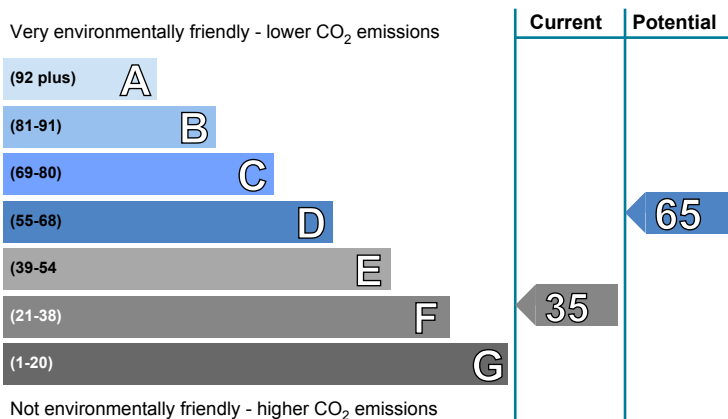 Current Potential
Very environmentally friendly - lower CO2 emissions
(92 plus) A
(81-91) B
(69-80) C
(55-68) D
65
(39-54 E
(21-38) F
35
(1-20) G
Not environmentally friendly - higher CO2 emissions